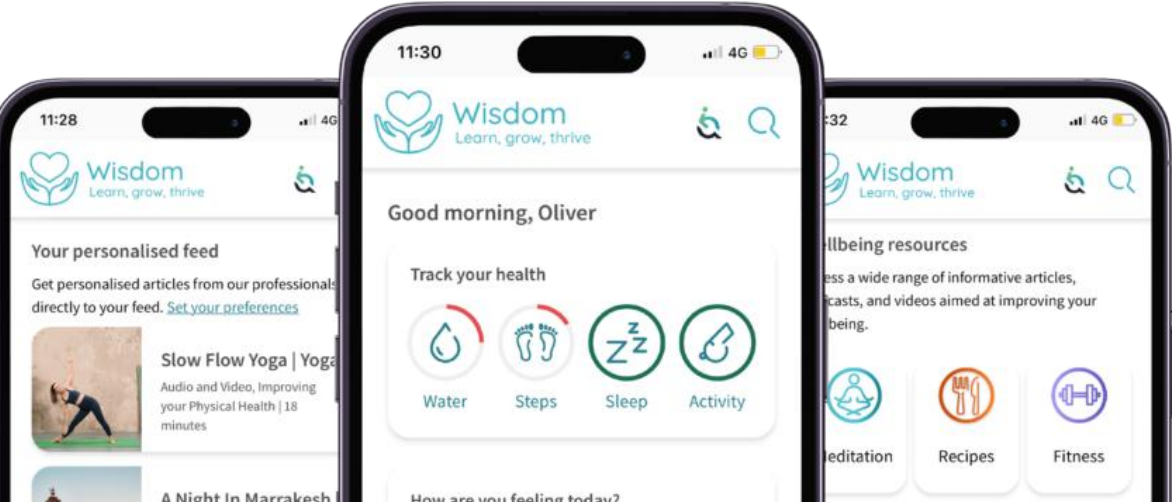 11:28
4G
Wisdom
Learn, grow, thrive
Your personalised feed
Get personalised articles from our professionals
directly to your feed. Set your preferences
Slow Flow Yoga | Yoga
Audio and Video, Improving
your Physical Health | 18
minutes
A Night In Marrakesh |
11:30
4G
Wisdom
Learn, grow, thrive
Good morning, Oliver
Track your health
Water Steps Sleep Activity
How are you feeling today?
:32
4G
Wisdom
Learn, grow, thrive
llbeing resources
ess a wide range of informative articles,
casts, and videos aimed at improving your
being.
editation Recipes Fitness